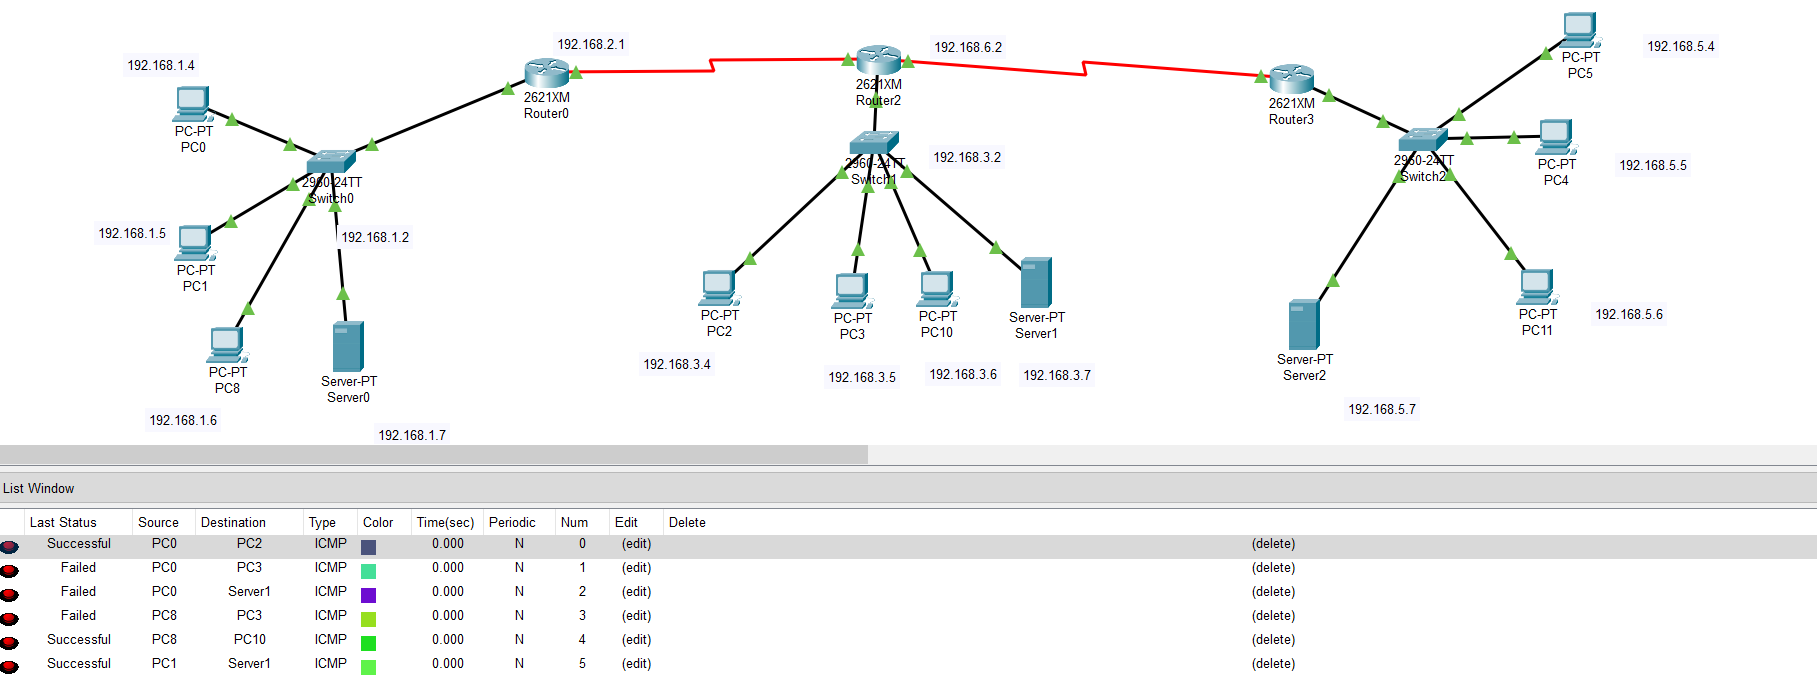 192.168.1.4
192.168.2.1
192.168.6.2
192.168.5.4
PC-PT
PC5
2621XM
Router0
2621XM
Router2
2621XM
Router3
PC-PT
PC0
2960-24TT
Switch0
2960-24TT
Switch1
192.168.3.2
2960-24TT
Switch2
PC-PT
PC4
192.168.5.5
192.168.1.5
192.168.1.2
PC-PT
PC1
PC-PT
PC2
PC-PT
PC3
PC-PT
PC10
Server-PT
Server1
PC-PT
PC11
192.168.5.6
PC-PT
PC8
Server-PT
Server0
Server-PT
Server2
192.168.3.4
192.168.3.5
192.168.3.6
192.168.3.7
192.168.1.6
192.168.1.7
192.168.5.7
List Window
Last Status Source Destination Type Color Time(sec) Periodic Num Edit Delete
Successful PC0 PC2 ICMP 0.000 N 0 (edit) (delete)
Failed PC0 PC3 ICMP 0.000 N 1 (edit) (delete)
Failed PC0 Server1 ICMP 0.000 N 2 (edit) (delete)
Failed PC8 PC3 ICMP 0.000 N 3 (edit) (delete)
Successful PC8 PC10 ICMP 0.000 N 4 (edit) (delete)
Successful PC1 Server1 ICMP 0.000 N 5 (edit) (delete)